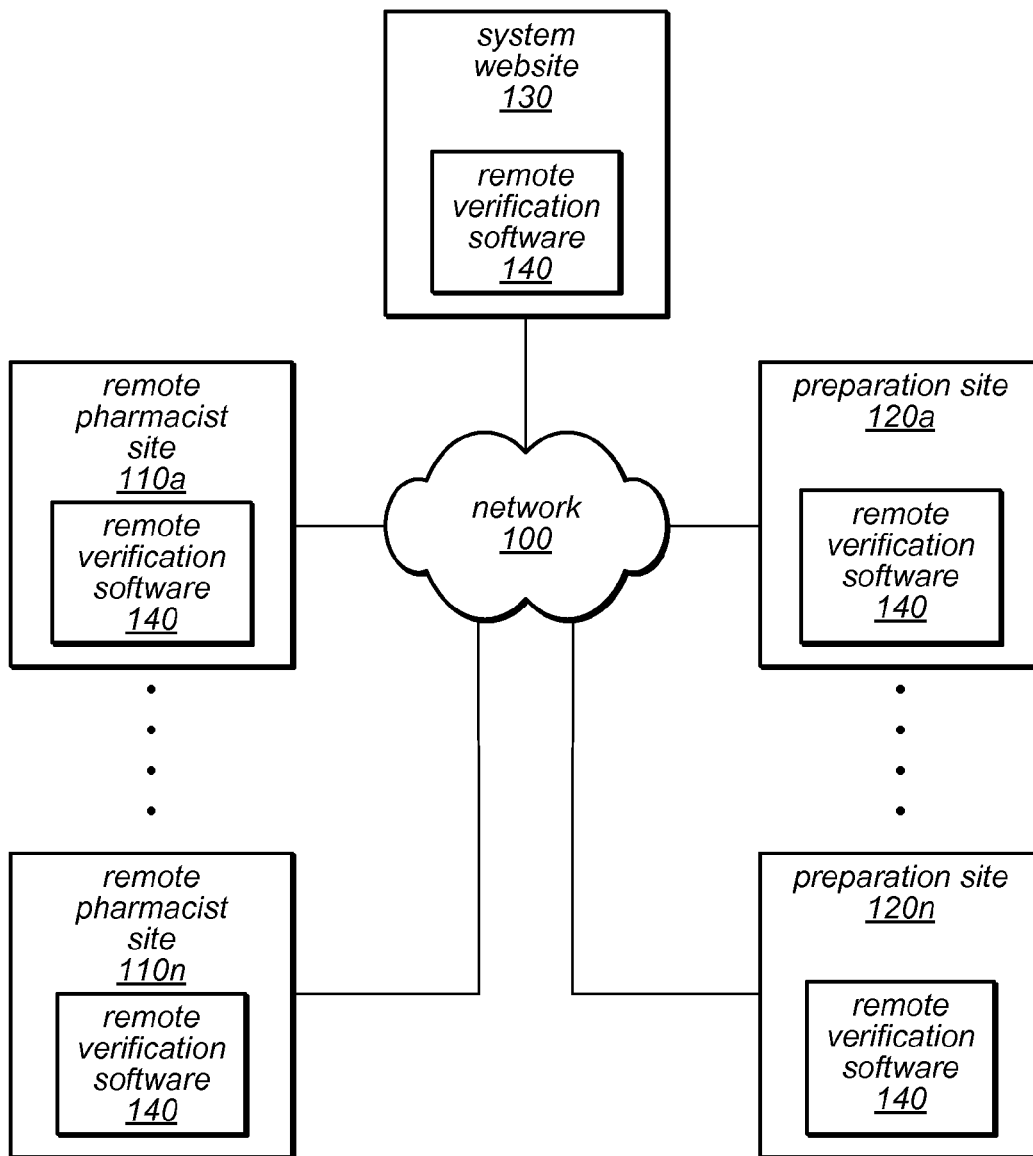 system
website
130
remote
verification
software
140
remote
pharmacist
site
110a
remote
verification
software
140
network
100
preparation site
120a
remote
verification
software
140
remote
pharmacist
site
110n
remote
verification
software
140
preparation site
120n
remote
verification
software
140